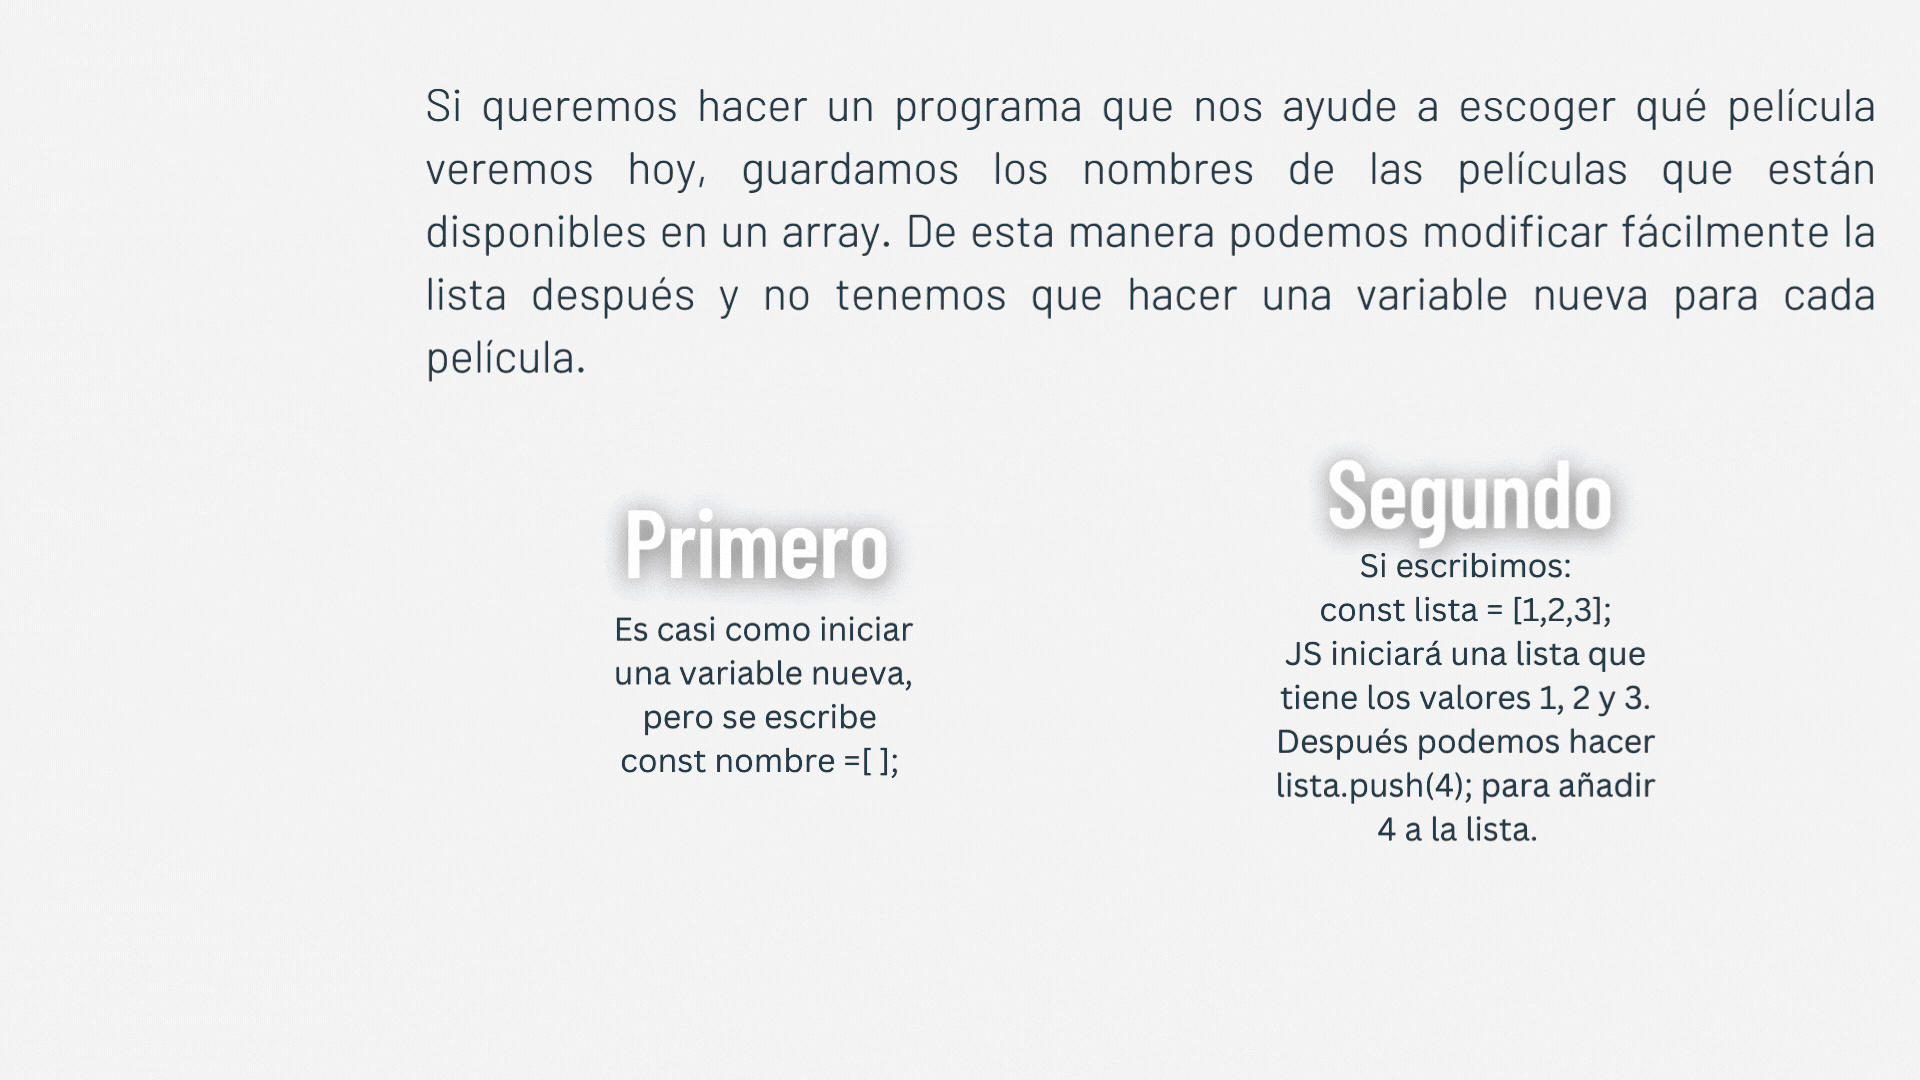 Si queremos hacer un programa que nos ayude a escoger qué película
veremos hoy, guardamos los nombres de las películas que están
disponibles en un array. De esta manera podemos modificar fácilmente la
lista después y no tenemos que hacer una variable nueva para cada
película.
Primero
Es casi como iniciar
una variable nueva,
pero se escribe
const nombre =[ ];
Segundo
Si escribimos:
const lista = [1,2,3];
JS iniciará una lista que
tiene los valores 1, 2 y 3.
Después podemos hacer
lista.push(4); para añadir
4 a la lista.